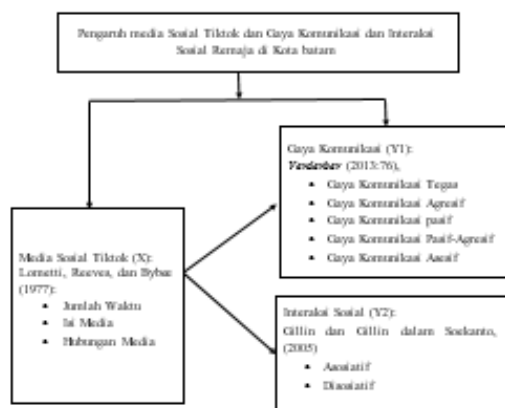 Pengaruh media Sosial Tiktok dan Gaya Komunikasi dan Interaksi
Sosial Remaja di Kota batam
Gaya Komunikasi (Y1):
(2013:76),
• Gaya Komunikasi Tegas
• Gaya Komunikasi Agresif
• Gaya Komunikasi pasif
• Gaya Komunikasi Pasif-Agresif
• Gaya Komunikasi Asesif
Media Sosial Tiktok (X):
Lometti, Reeves, dan Bybee
(1977):
• Jumlah Waktu
• Isi Media
• Hubungan Media
Interaksi Sosial (Y2):
Gillin dan Gillin dalam Soekanto,
(2005)
• Asosiatif
• Disosiatif